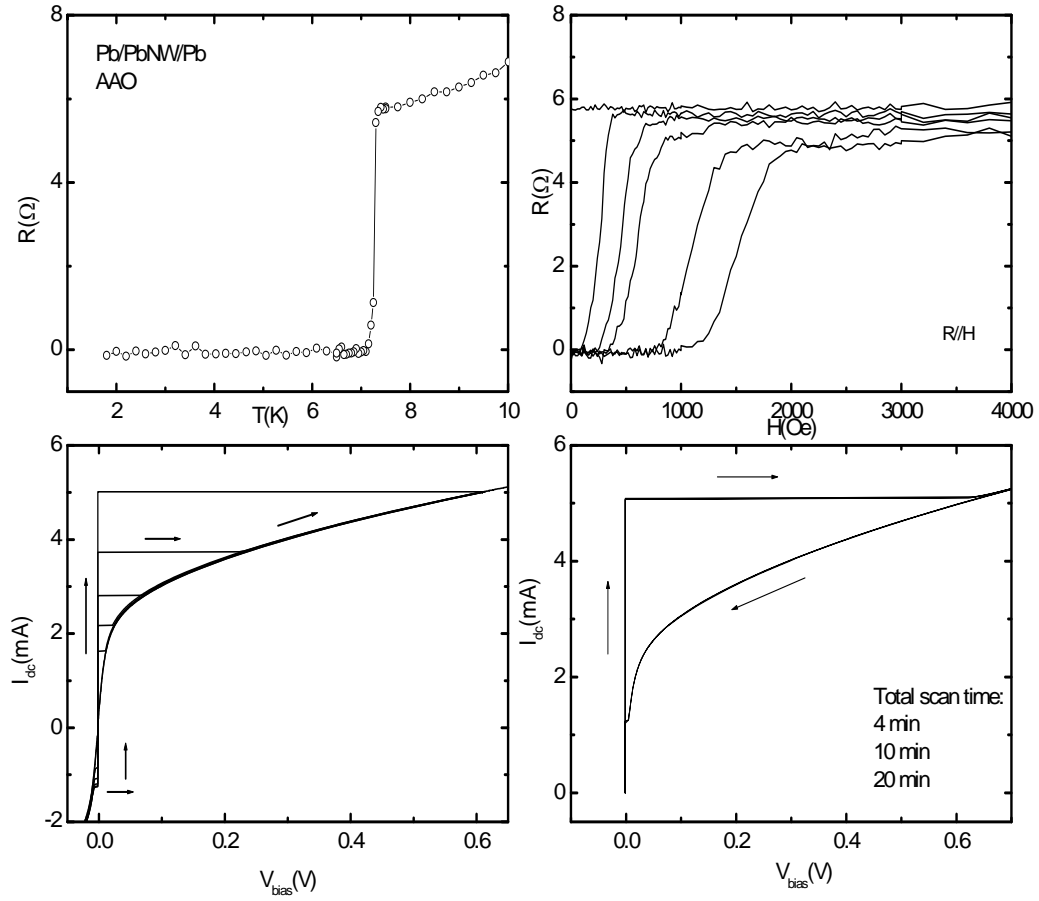 Pb/PbNW/Pb
AAO
R(Ω)
8
4
0
2
4
6
8
10
T(K)
R(Ω)
8
6
4
2
0
0
1000
2000
3000
4000
H(Oe)
R//H
I_dc(mA)
6
4
2
0
-2
0.0
0.2
0.4
0.6
V_bias(V)
I_dc(mA)
6
4
2
0
0.0
0.2
0.4
0.6
V_bias(V)
Total scan time:
4 min
10 min
20 min